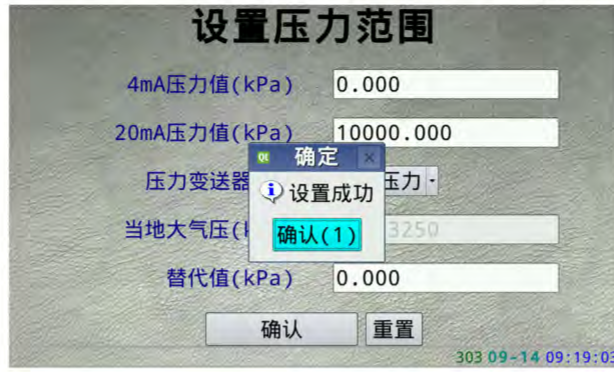 设置压力范围
4mA压力值(kPa) 0.000
20mA压力值(kPa) 10000.000
确定
压力变送器 压力
设置成功
当地大气压( 3250
确认(1)
替代值(kPa) 0.000
确认 重置
303 09-14 09:19:03